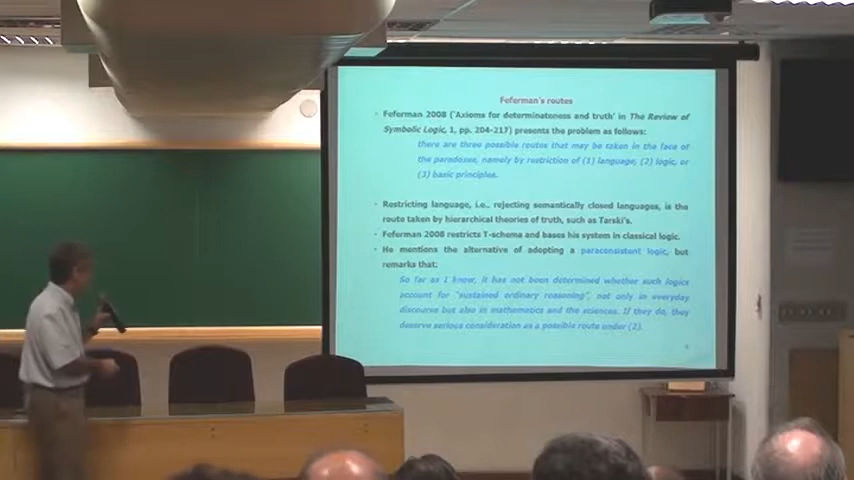 Feferman's routes
• Feferman 2008 ('Axioms for determinateness and truth' in The Review of
Symbolic Logic, 1, pp. 204-217) presents the problem as follows:
there are three possible routes that may be taken in the face of
the paradoxes, namely by restriction of (1) language, (2) logic, or
(3) basic principles.
• Restricting language, i.e., rejecting semantically closed languages, is the
route taken by hierarchical theories of truth, such as Tarski's.
• Feferman 2008 restricts T-schema and bases his system in classical logic.
• He mentions the alternative of adopting a paraconsistent logic, but
remarks that:
So far as I know, it has not been determined whether such logics
account for "sustained ordinary reasoning", not only in everyday
discourse but also in mathematics and the sciences. If they do, they
deserve serious consideration as a possible route under (2).